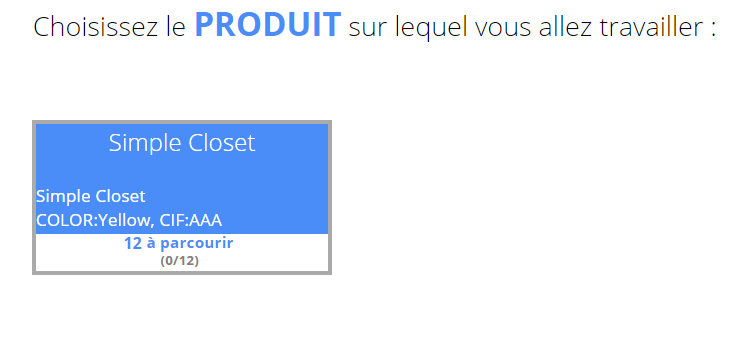 Choisissez le PRODUIT sur lequel vous allez travailler :
Simple Closet
Simple Closet
COLOR:Yellow, CIF:AAA
12 à parcourir
(0/12)